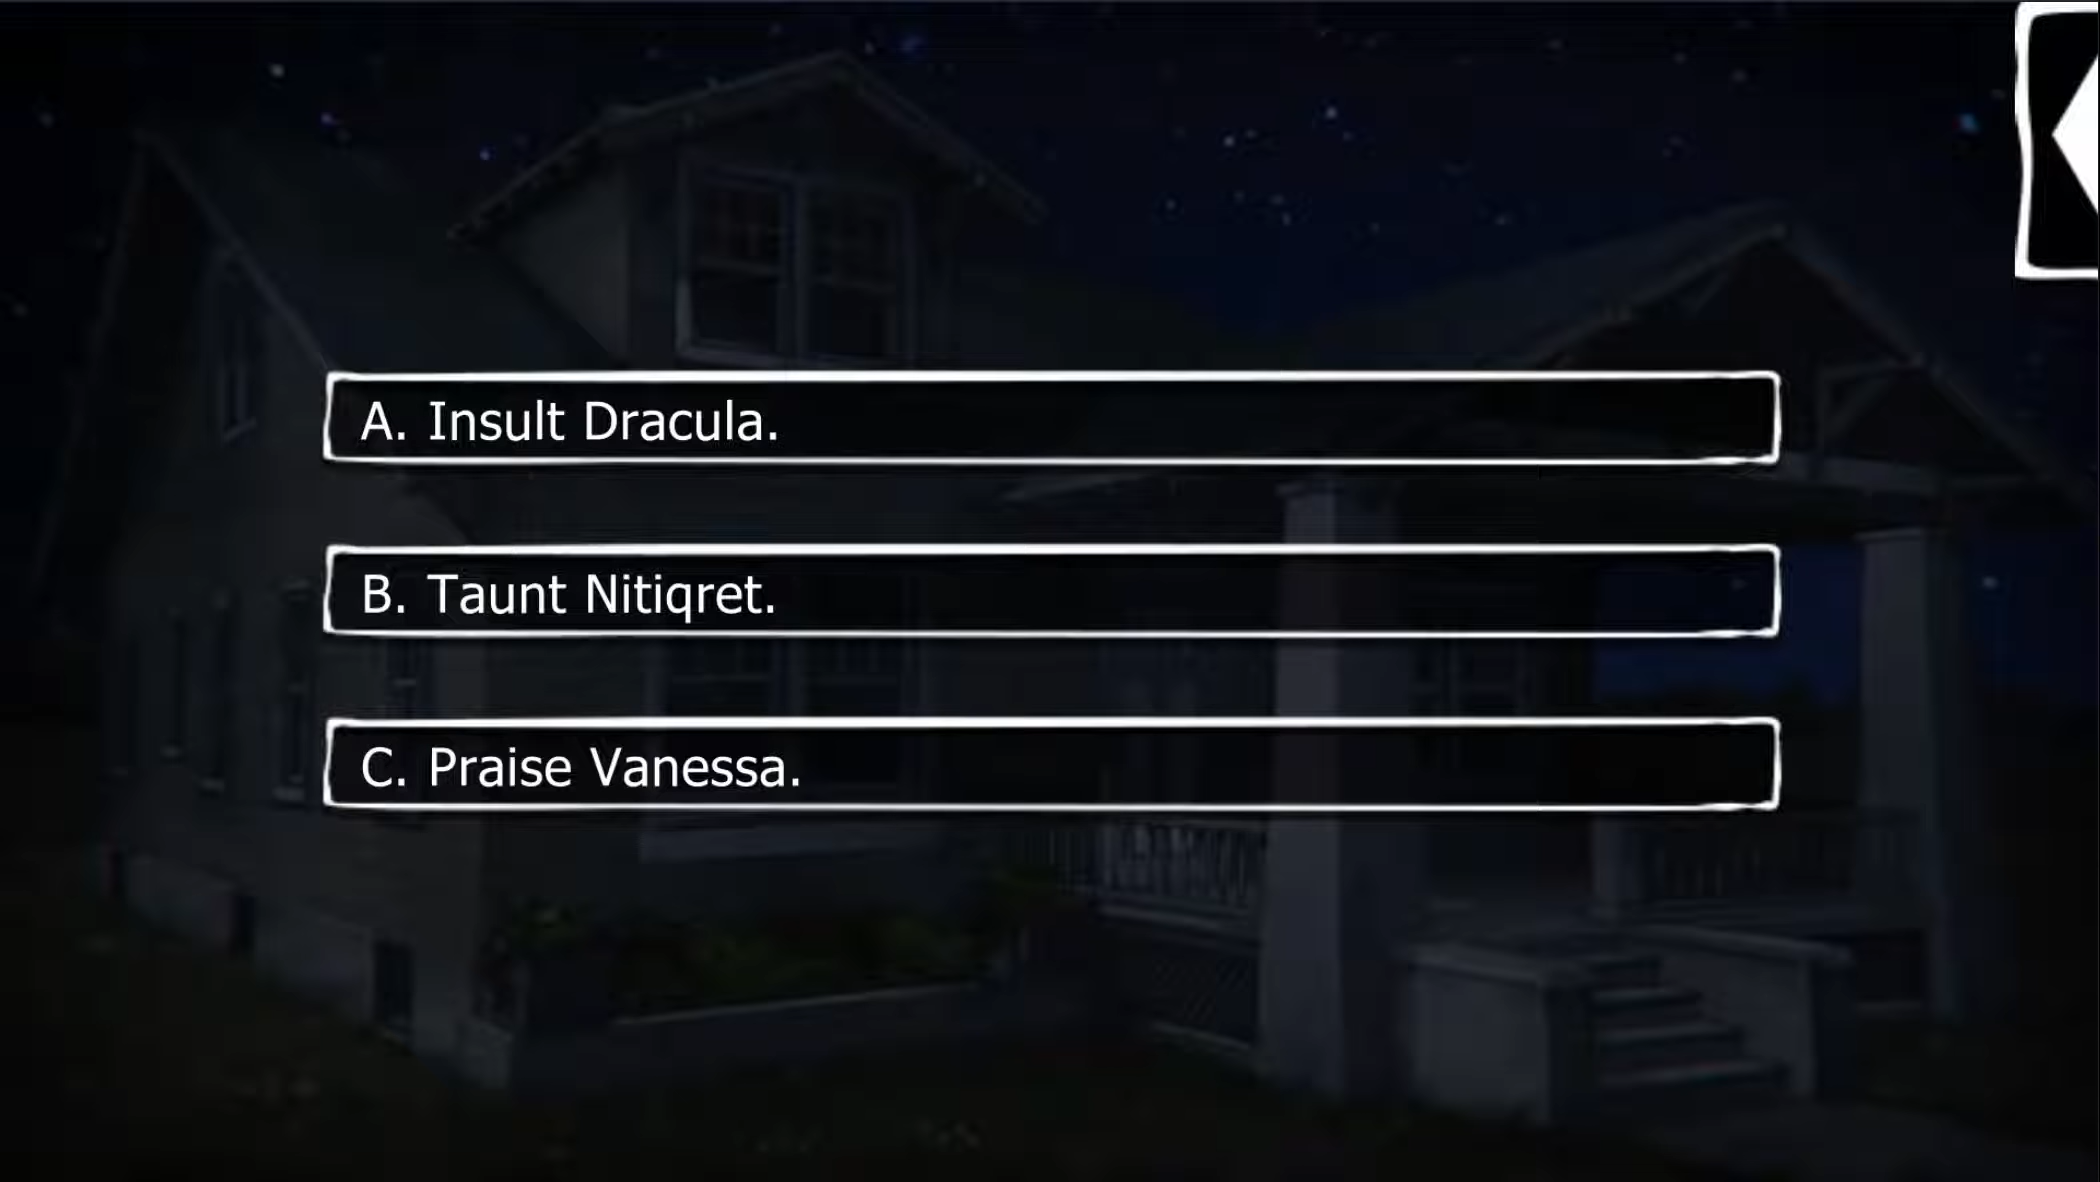 A. Insult Dracula.
B. Taunt Nitiqret.
C. Praise Vanessa.